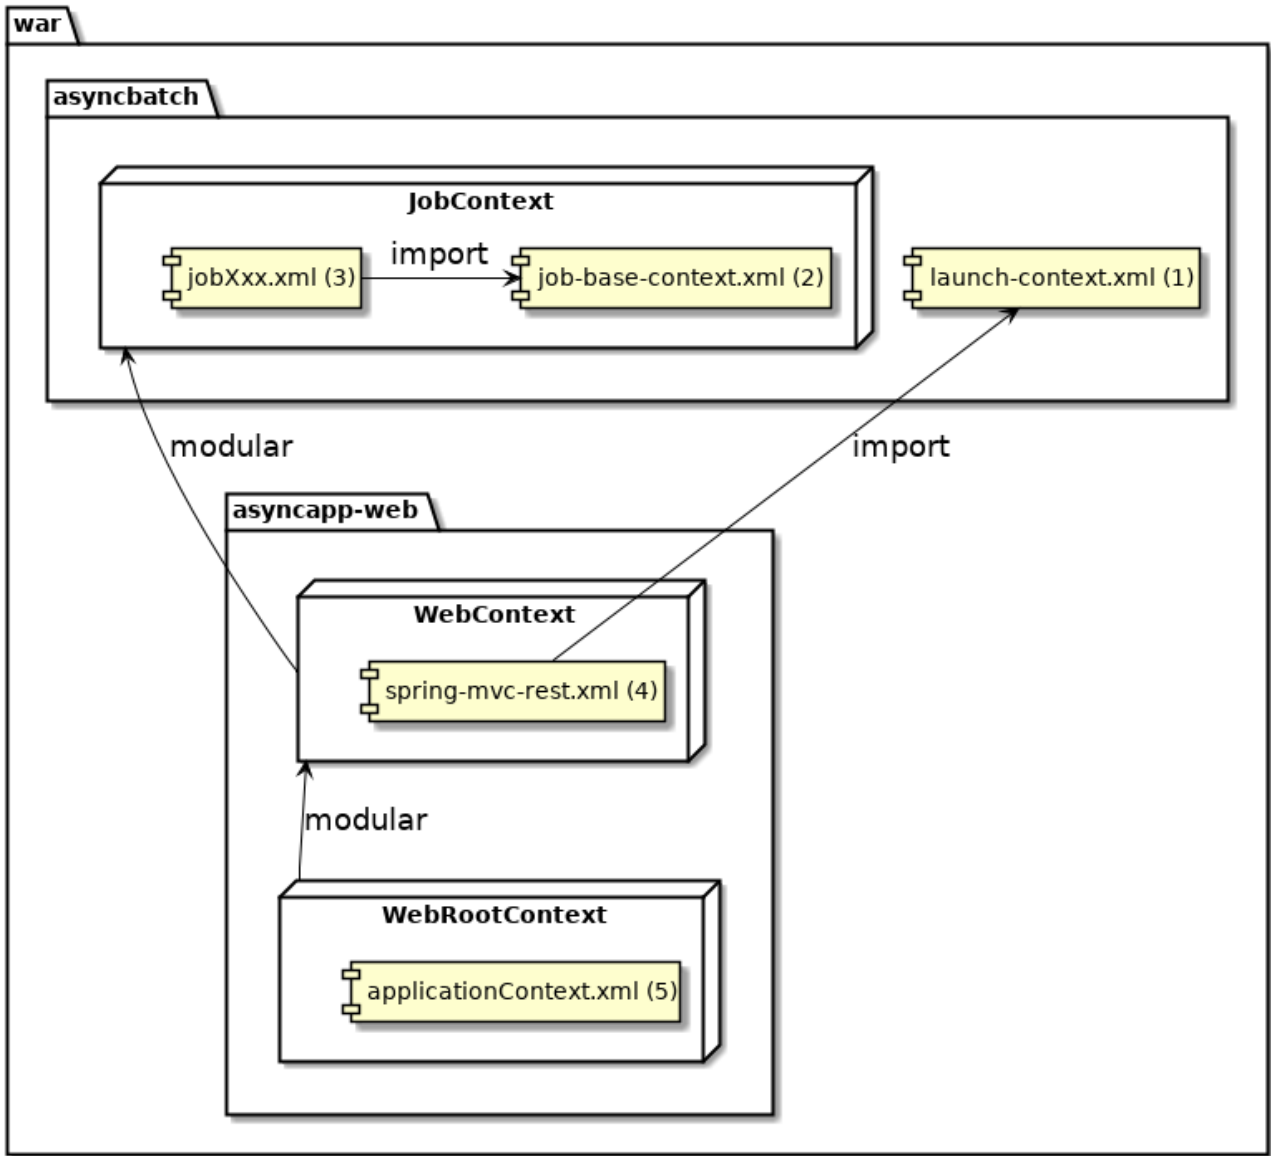 war
asyncbatch
JobContext
import
jobXxx.xml (3)
job-base-context.xml (2)
launch-context.xml (1)
modular
import
asyncapp-web
WebContext
spring-mvc-rest.xml (4)
modular
WebRootContext
applicationContext.xml (5)